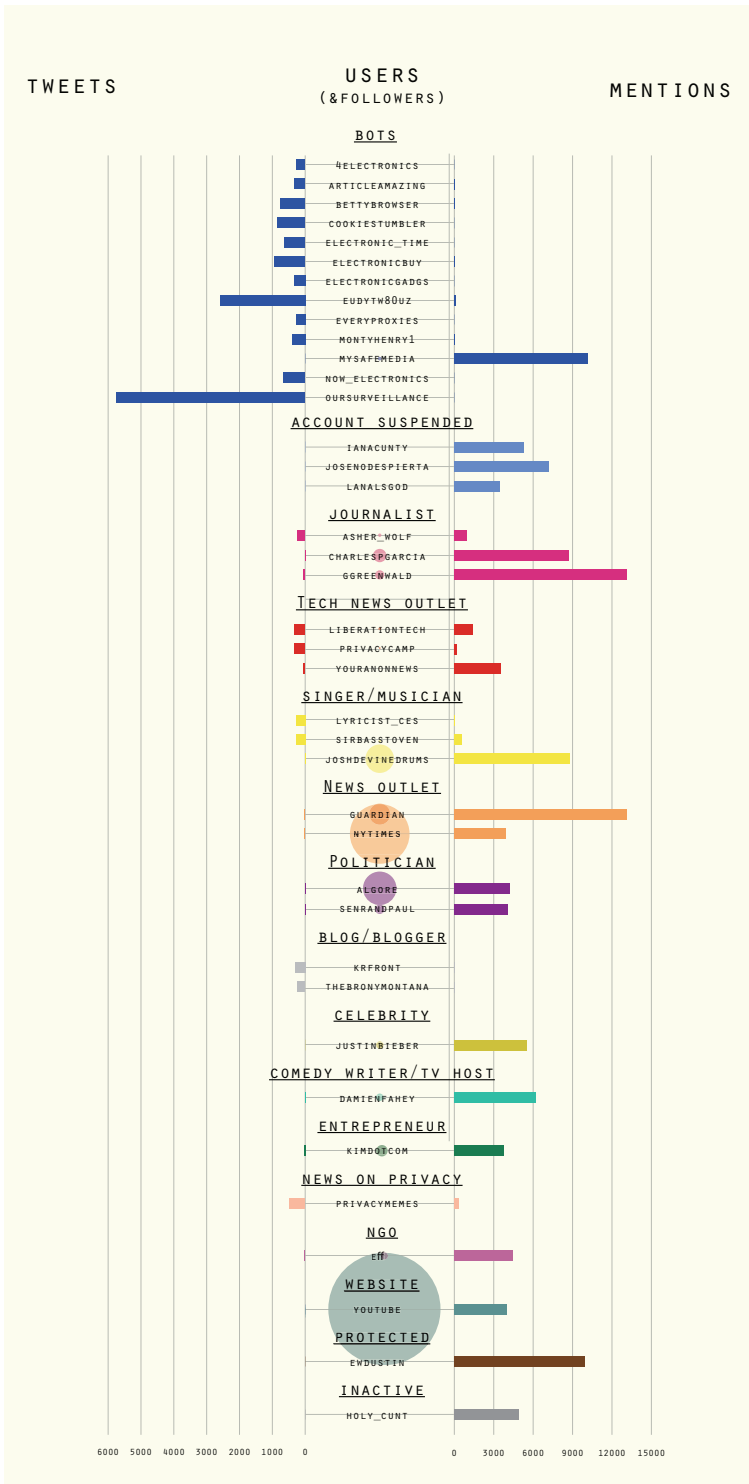 TWEETS
USERS
(&FOLLOWERS)
MENTIONS
BOTS
4ELECTRONICS
ARTICLEAMAZING
BETTYBROWSER
COOKIESTUMBLER
ELECTRONIC_TIME
ELECTRONICBUY
ELECTRONICGADGS
EUDYTW80UZ
EVERYPROXIES
MONTYHENRY1
MYSAFEMEDIA
NOW_ELECTRONICS
OURSURVEILLANCE
ACCOUNT SUSPENDED
IANACUNTY
JOSENODESPIERTA
LANALSGOD
JOURNALIST
ASHER_WOLF
CHARLESPGARCIA
GGREENWALD
TECH NEWS OUTLET
LIBERATIONTECH
PRIVACYCAMP
YOURANONNEWS
SINGER/MUSICIAN
LYRICIST_CES
SIRBASSTOVEN
JOSHDEVINEDRUMS
NEWS OUTLET
GUARDIAN
NYTIMES
POLITICIAN
ALGORE
SENRANDPAUL
BLOG/BLOGGER
KRFRONT
THEBRONYMONTANA
CELEBRITY
JUSTINBIEBER
COMEDY WRITER/TV HOST
DAMIENFAHEY
ENTREPRENEUR
KIMDOTCOM
NEWS ON PRIVACY
PRIVACYMEMES
NGO
Eff
WEBSITE
YOUTUBE
PROTECTED
EWDUSTIN
INACTIVE
HOLY_CUNT
6000 5000 4000 3000 2000 1000 0 0 3000 6000 9000 12000 15000